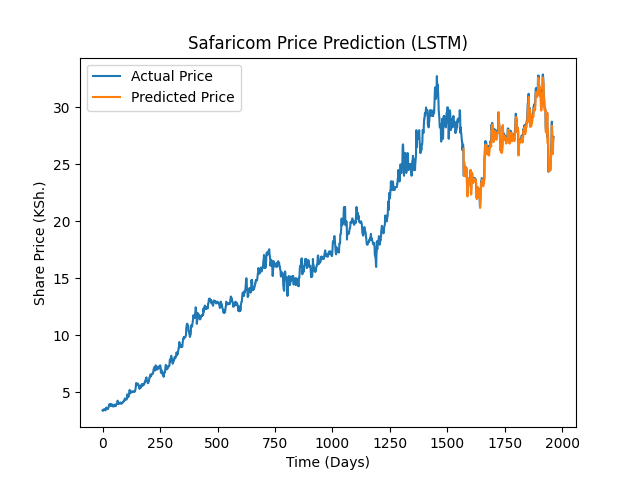 Safaricom Price Prediction (LSTM)
Actual Price
Predicted Price
Share Price (KSh.)
30
25
20
15
10
5
0 250 500 750 1000 1250 1500 1750 2000
Time (Days)